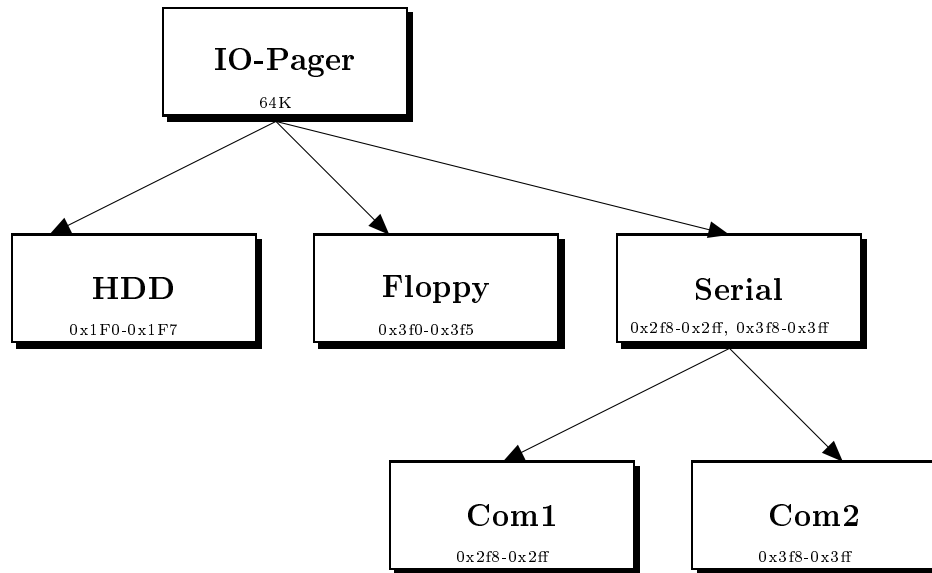 IO-Pager
64K
HDD
0x1F0-0x1F7
Floppy
0x3f0-0x3f5
Serial
0x2f8-0x2ff, 0x3f8-0x3ff
Com1
0x2f8-0x2ff
Com2
0x3f8-0x3ff